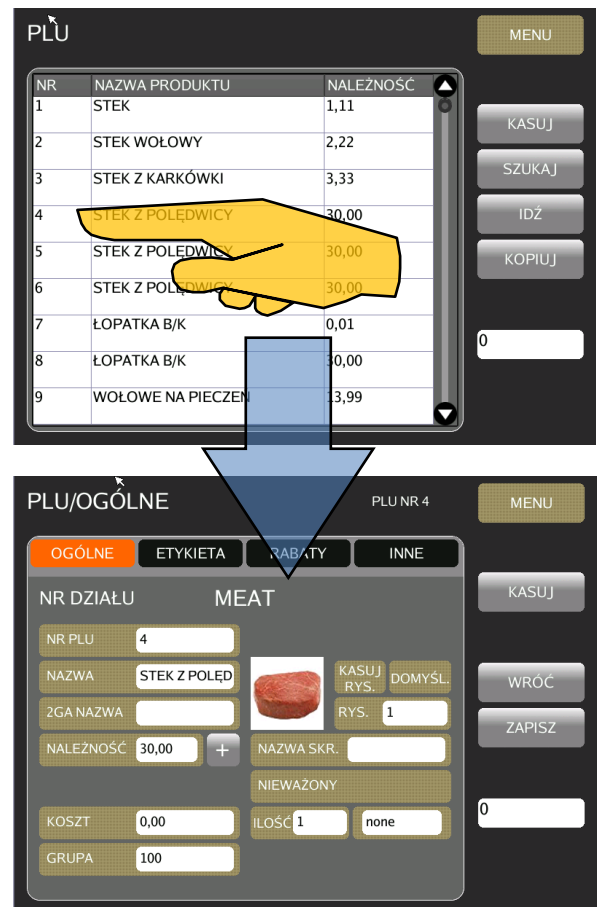 PLU
MENU
NR NAZWA PRODUKTU NALEŻNOŚĆ
1 STEK 1,11
KASUJ
2 STEK WOŁOWY 2,22
SZUKAJ
3 STEK Z KARKÓWKI 3,33
4 STEK Z POLĘDWICY 30,00
IDŹ
5 STEK Z POLĘDWICY 30,00
KOPIUJ
6 STEK Z POLĘDWICY 30,00
7 ŁOPATKA B/K 0,01
0
8 ŁOPATKA B/K 30,00
9 WOŁOWE NA PIECZEN 13,99
PLU/OGÓLNE PLU NR 4 MENU
OGÓLNE ETYKIETA RABATY INNE
NR DZIAŁU MEAT
KASUJ
NR PLU 4
NAZWA STEK Z POLĘD
KASUJ RYS.
DOMYŚL.
WRÓĆ
2GA NAZWA
RYS. 1
ZAPISZ
NALEŻNOŚĆ 30,00 +
NAZWA SKR.
NIEWAŻONY
KOSZT 0,00
ILOŚĆ 1 none
0
GRUPA 100